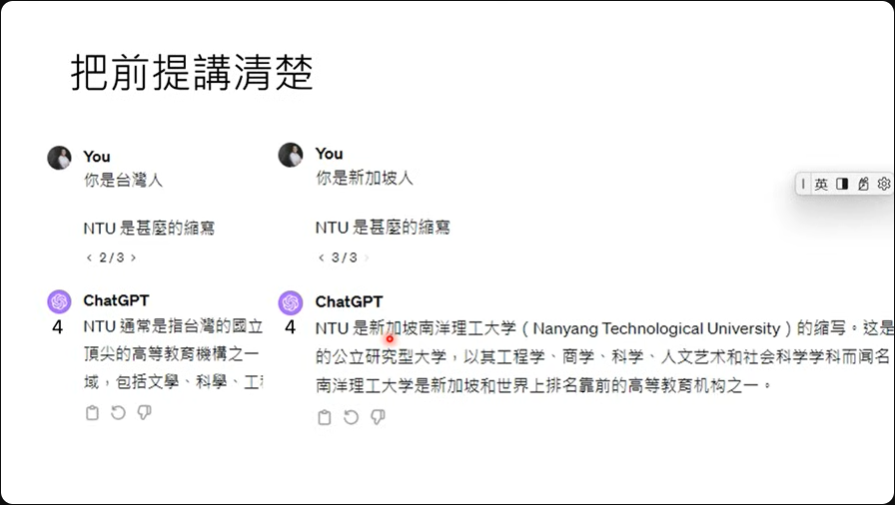 把前提講清楚
You
你是台灣人
NTU 是甚麼的縮寫
2/3
ChatGPT
4
NTU 通常是指台灣的國立
頂尖的高等教育機構之一
域，包括文學、科學、工
You
你是新加坡人
NTU 是甚麼的縮寫
3/3
ChatGPT
4
NTU 是新加坡南洋理工大学（Nanyang Technological University）的缩写。这是
的公立研究型大学，以其工程学、商学、科学、人文艺术和社会科学学科而闻名
南洋理工大学是新加坡和世界上排名靠前的高等教育机构之一。
英